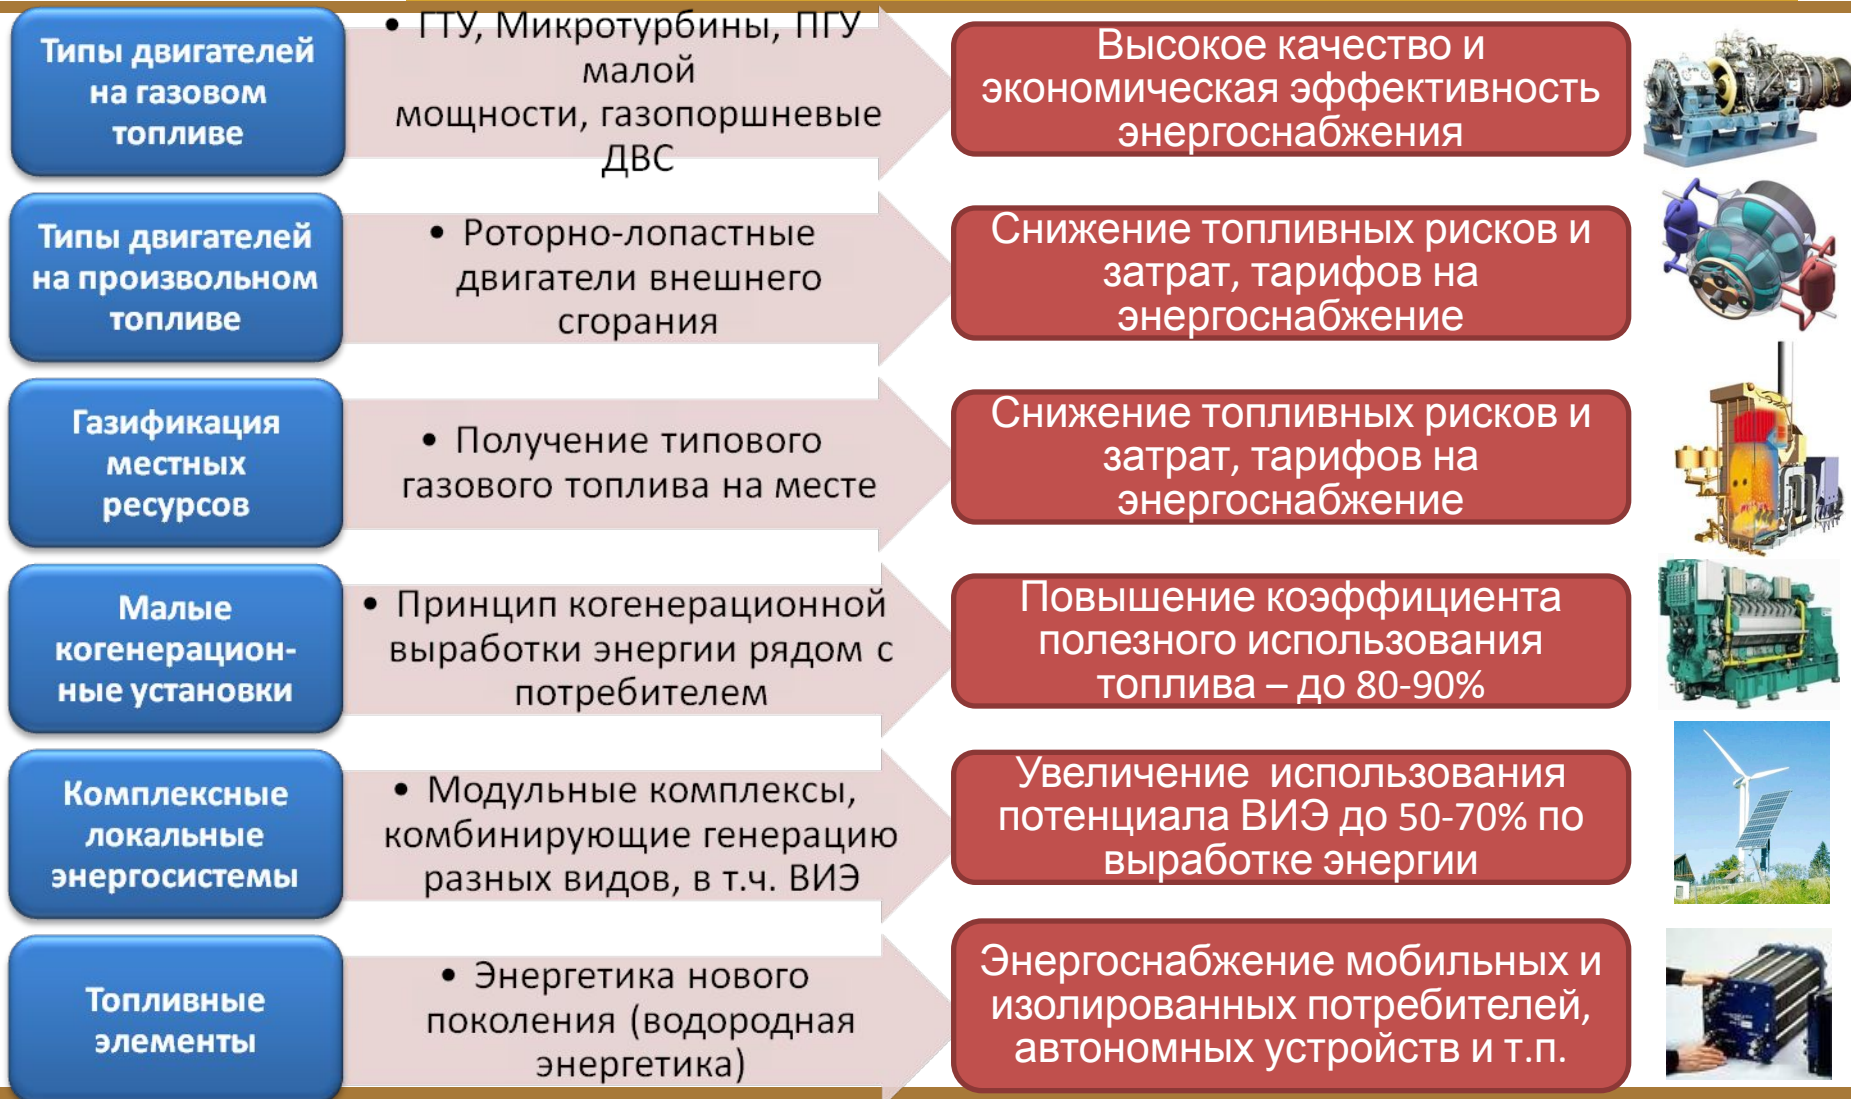 Типы двигателей
на газовом
топливе
• ГТУ, Микротурбины, ПГУ
малой
мощности, газопоршневые
ДВС
Высокое качество и
экономическая эффективность
энергоснабжения
Типы двигателей
на произвольном
топливе
• Роторно-лопастные
двигатели внешнего
сгорания
Снижение топливных рисков и
затрат, тарифов на
энергоснабжение
Газификация
местных
ресурсов
• Получение типового
газового топлива на месте
Снижение топливных рисков и
затрат, тарифов на
энергоснабжение
Малые
когенерацион-
ные установки
• Принцип когенерационной
выработки энергии рядом с
потребителем
Повышение коэффициента
полезного использования
топлива – до 80-90%
Комплексные
локальные
энергосистемы
• Модульные комплексы,
комбинирующие генерацию
разных видов, в т.ч. ВИЭ
Увеличение использования
потенциала ВИЭ до 50-70% по
выработке энергии
Топливные
элементы
• Энергетика нового
поколения (водородная
энергетика)
Энергоснабжение мобильных и
изолированных потребителей,
автономных устройств и т.п.